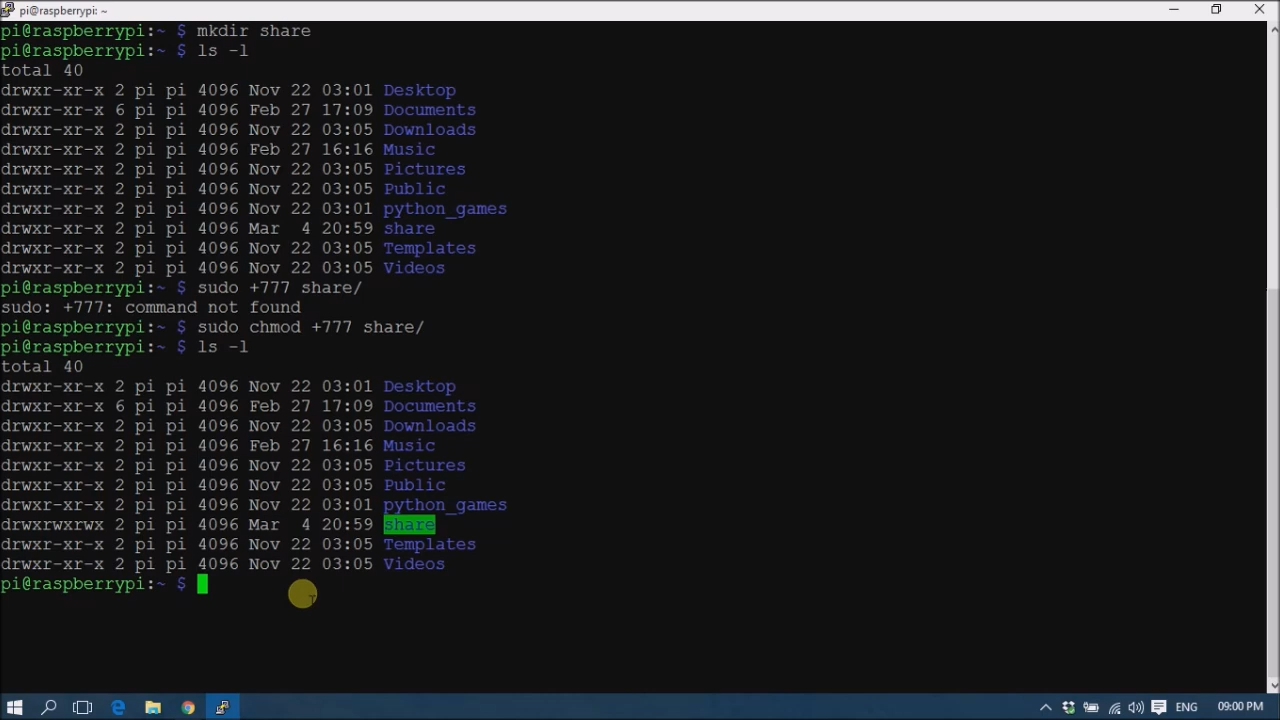 pi@raspberrypi: ~
pi@raspberrypi:~ $ mkdir share
pi@raspberrypi:~ $ ls -l
total 40
drwxr-xr-x 2 pi pi 4096 Nov 22 03:01 Desktop
drwxr-xr-x 6 pi pi 4096 Feb 27 17:09 Documents
drwxr-xr-x 2 pi pi 4096 Nov 22 03:05 Downloads
drwxr-xr-x 2 pi pi 4096 Feb 27 16:16 Music
drwxr-xr-x 2 pi pi 4096 Nov 22 03:05 Pictures
drwxr-xr-x 2 pi pi 4096 Nov 22 03:05 Public
drwxr-xr-x 2 pi pi 4096 Nov 22 03:01 python_games
drwxr-xr-x 2 pi pi 4096 Mar  4 20:59 share
drwxr-xr-x 2 pi pi 4096 Nov 22 03:05 Templates
drwxr-xr-x 2 pi pi 4096 Nov 22 03:05 Videos
pi@raspberrypi:~ $ sudo +777 share/
sudo: +777: command not found
pi@raspberrypi:~ $ sudo chmod +777 share/
pi@raspberrypi:~ $ ls -l
total 40
drwxr-xr-x 2 pi pi 4096 Nov 22 03:01 Desktop
drwxr-xr-x 6 pi pi 4096 Feb 27 17:09 Documents
drwxr-xr-x 2 pi pi 4096 Nov 22 03:05 Downloads
drwxr-xr-x 2 pi pi 4096 Feb 27 16:16 Music
drwxr-xr-x 2 pi pi 4096 Nov 22 03:05 Pictures
drwxr-xr-x 2 pi pi 4096 Nov 22 03:05 Public
drwxr-xr-x 2 pi pi 4096 Nov 22 03:01 python_games
drwxrwxrwx 2 pi pi 4096 Mar  4 20:59 share
drwxr-xr-x 2 pi pi 4096 Nov 22 03:05 Templates
drwxr-xr-x 2 pi pi 4096 Nov 22 03:05 Videos
pi@raspberrypi:~ $
ENG 09:00 PM